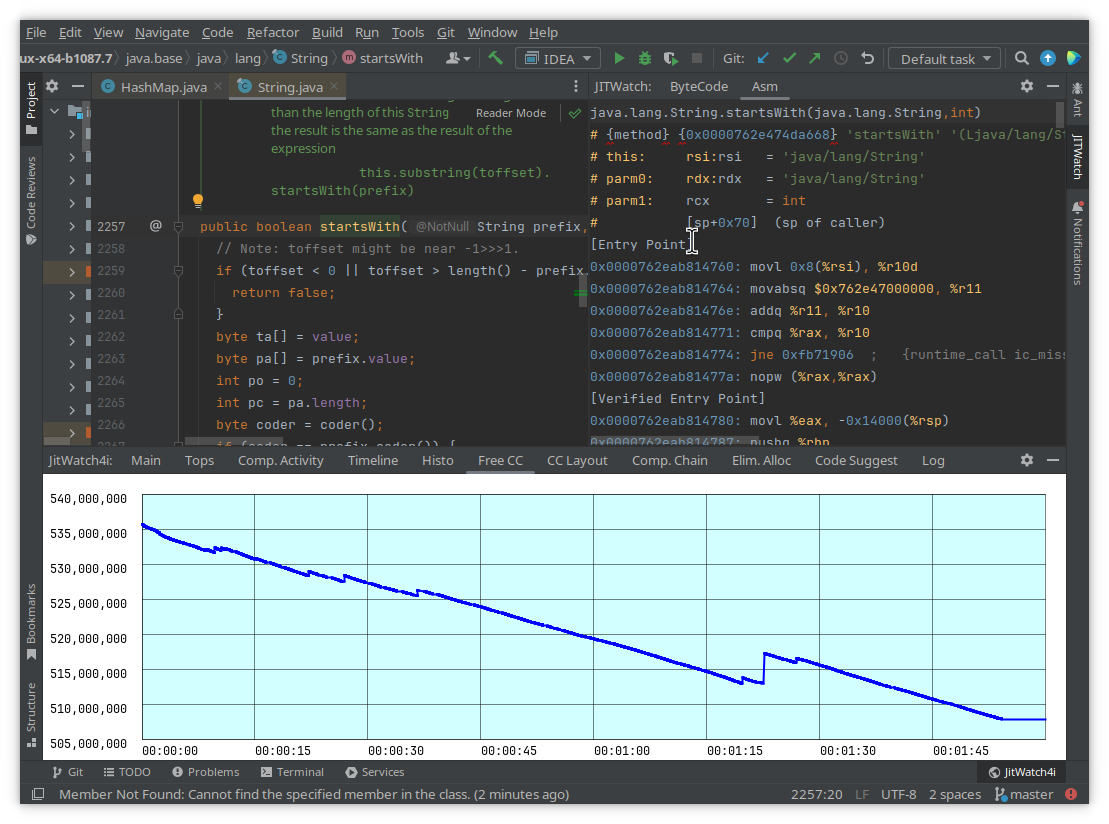 File Edit View Navigate Code Refactor Build Run Tools Git Window Help
ux-x64-b1087.7 java.base java lang String startsWith IDEA Git: Default task
Project
Code Reviews
Bookmarks
Structure
HashMap.java String.java
than the length of this String
the result is the same as the result of the
expression
this.substring(toffset).
startsWith(prefix)
Reader Mode
2257 @ public boolean startsWith( @NotNull String prefix,
2258 // Note: toffset might be near -1>>>1.
2259 if (toffset < 0 || toffset > length() - prefix.
2260 return false;
2261 }
2262 byte ta[] = value;
2263 byte pa[] = prefix.value;
2264 int po = 0;
2265 int pc = pa.length;
2266 byte coder = coder();
2267 if (coder == prefix.coder()) {
JITWatch: ByteCode Asm
java.lang.String.startsWith(java.lang.String,int)
# {method} {0x0000762e474da668} 'startsWith' '(Ljava/lang/St
# this: rsi:rsi = 'java/lang/String'
# parm0: rdx:rdx = 'java/lang/String'
# parm1: rcx = int
# [sp+0x70] (sp of caller)
[Entry Point]
0x0000762eab814760: movl 0x8(%rsi), %r10d
0x0000762eab814764: movabsq $0x762e47000000, %r11
0x0000762eab81476e: addq %r11, %r10
0x0000762eab814771: cmpq %rax, %r10
0x0000762eab814774: jne 0xfb71906 ; {runtime_call ic_miss
0x0000762eab81477a: nopw (%rax,%rax)
[Verified Entry Point]
0x0000762eab814780: movl %eax, -0x14000(%rsp)
0x0000762eab814787: pushq %rbp
Ant
JITWatch
Notifications
JitWatch4i: Main Tops Comp. Activity Timeline Histo Free CC CC Layout Comp. Chain Elim. Alloc Code Suggest Log
540,000,000
535,000,000
530,000,000
525,000,000
520,000,000
515,000,000
510,000,000
505,000,000
00:00:00 00:00:15 00:00:30 00:00:45 00:01:00 00:01:15 00:01:30 00:01:45
Git TODO Problems Terminal Services JitWatch4i
Member Not Found: Cannot find the specified member in the class. (2 minutes ago) 2257:20 LF UTF-8 2 spaces master